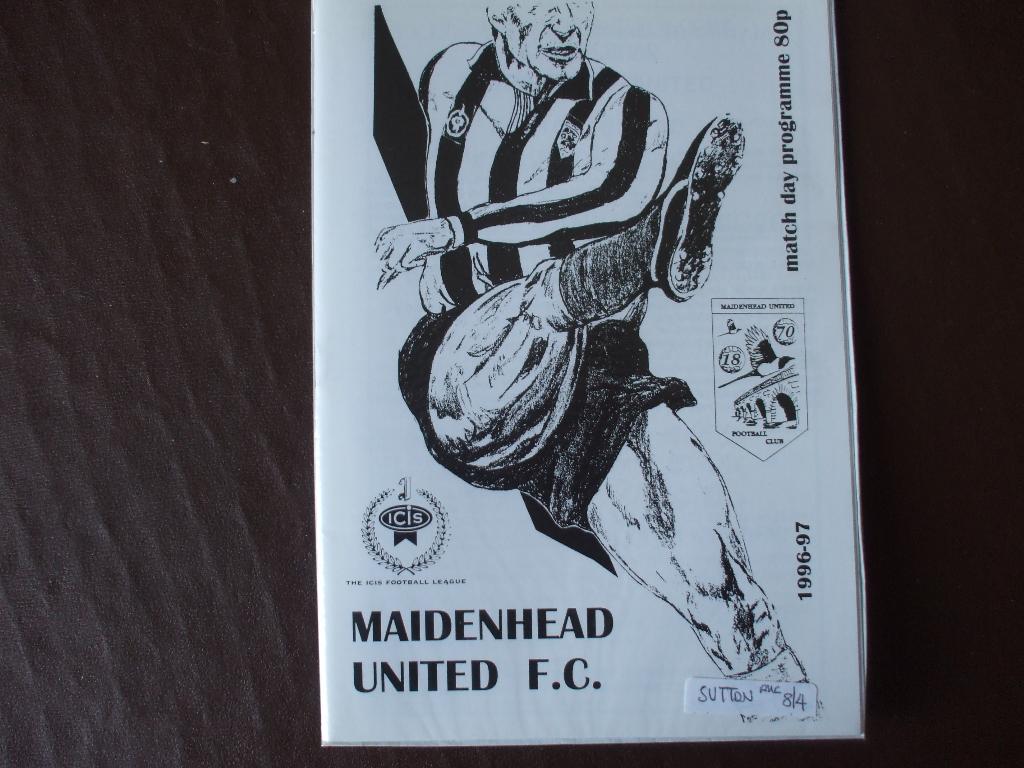 match day programme 80p
MAIDENHEAD UNITED
18
70
FOOTBALL
CLUB
1996-97
1
ICIS
THE ICIS FOOTBALL LEAGUE
MAIDENHEAD
UNITED F.C.
SUTTON
8/4